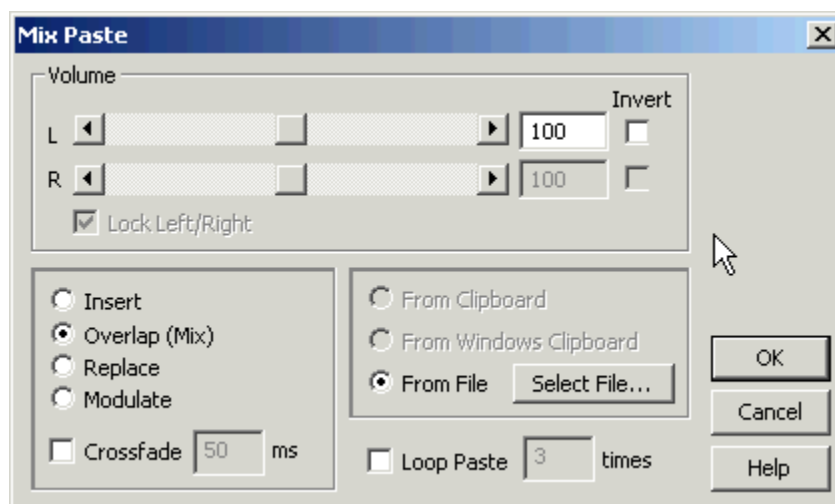 Mix Paste
Volume
Invert
L 100
R 100
Lock Left/Right
Insert
Overlap (Mix)
Replace
Modulate
Crossfade 50 ms
From Clipboard
From Windows Clipboard
From File Select File...
Loop Paste 3 times
OK
Cancel
Help